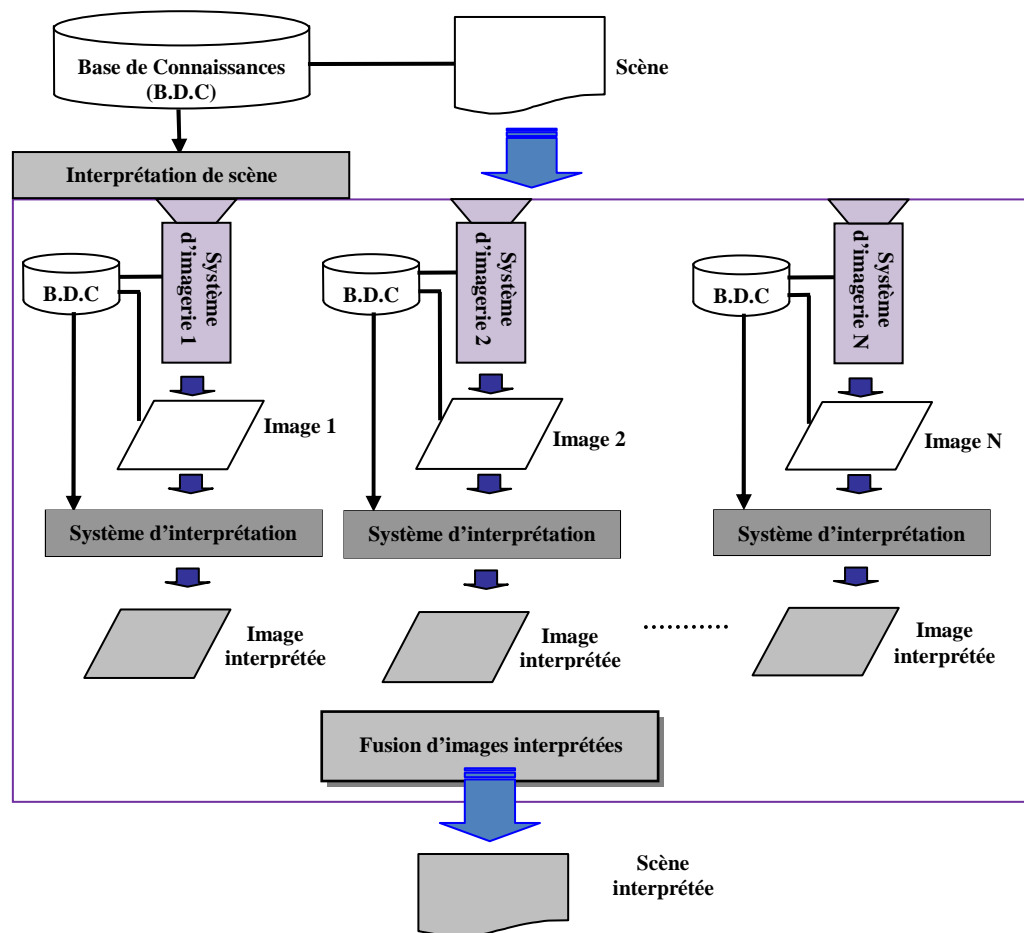 Base de Connaissances
(B.D.C)
Scène
Interprétation de scène
Système
d'imagerie 1
Système
d'imagerie 2
Système
d'imagerie N
B.D.C
B.D.C
B.D.C
Image 1
Image 2
Image N
Système d'interprétation
Système d'interprétation
Système d'interprétation
Image
interprétée
Image
interprétée
...........
Image
interprétée
Fusion d'images interprétées
Scène
interprétée